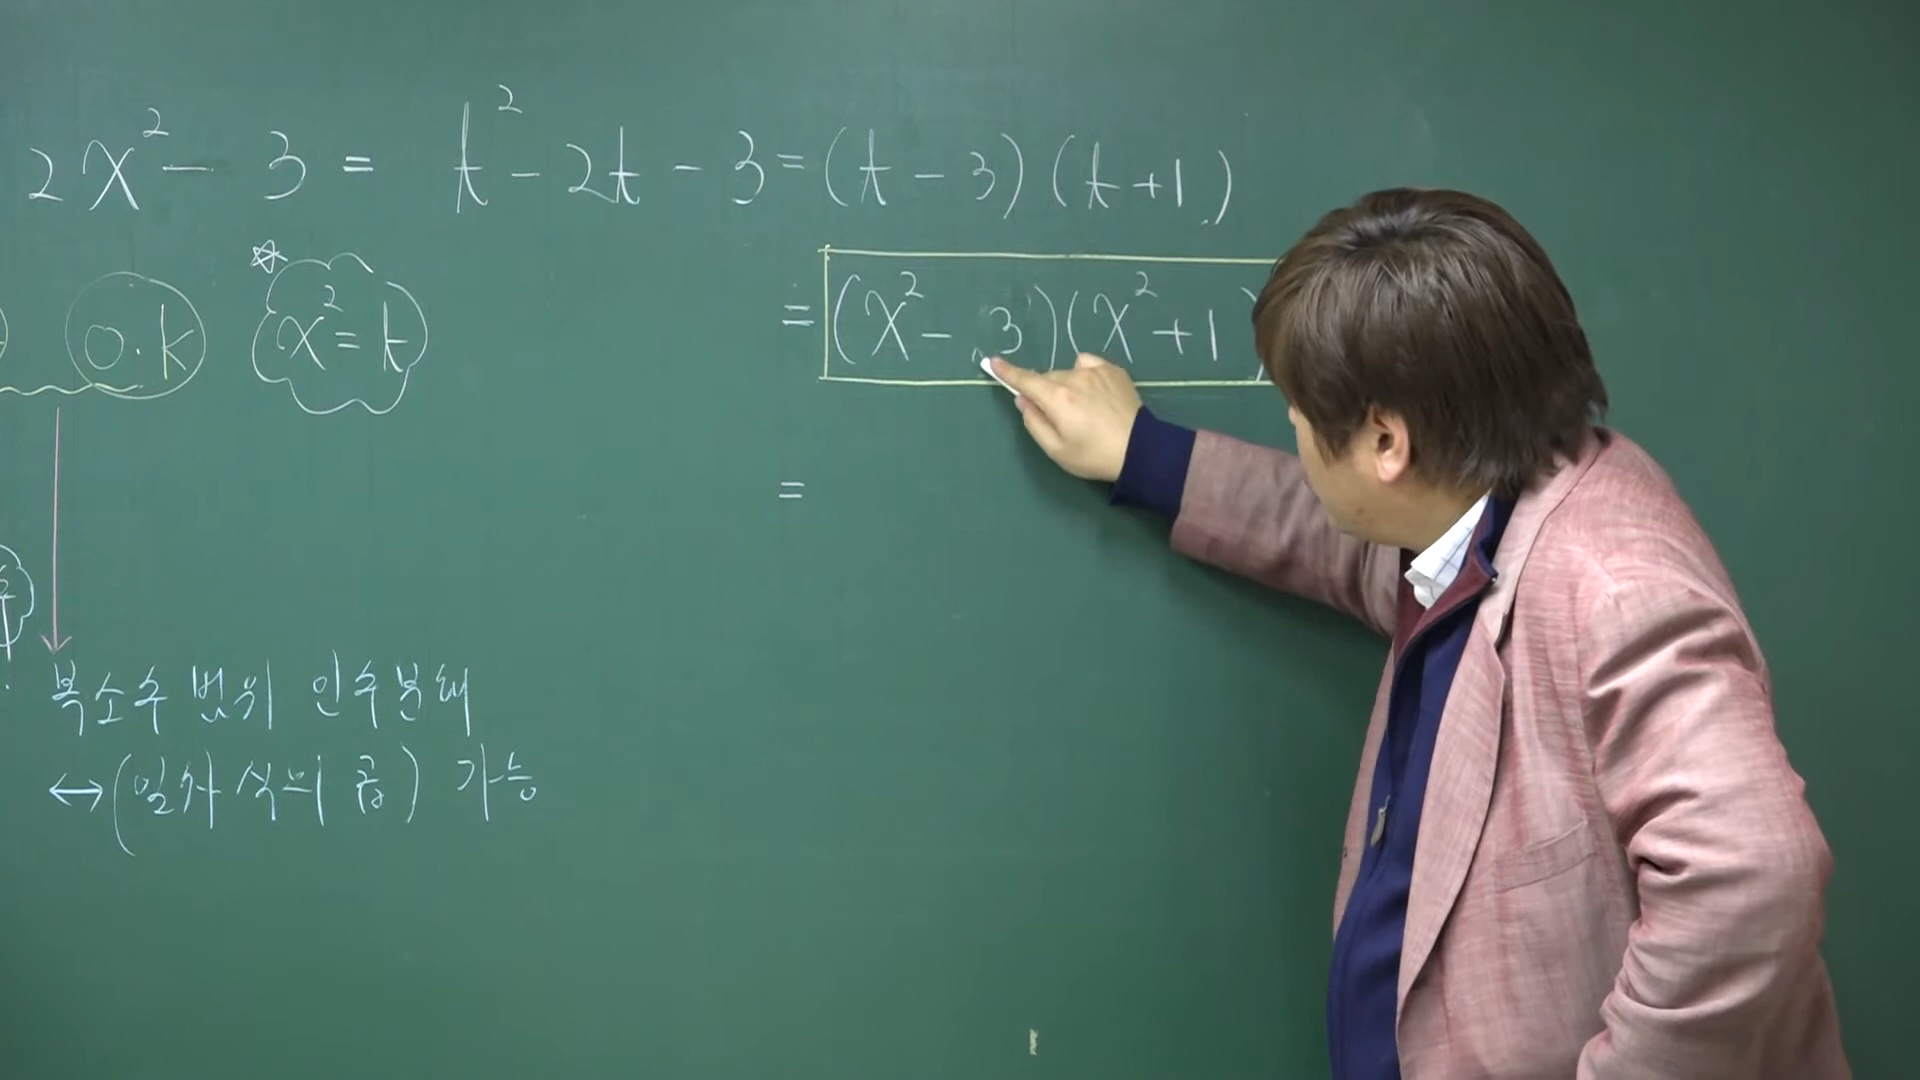 2x² - 3 = t² - 2t - 3 = (t - 3)(t + 1)
= (x² - 3)(x² + 1)
O.K x² = t
=
복소수 범위 인수분해
↔ (일차식의 곱) 가능